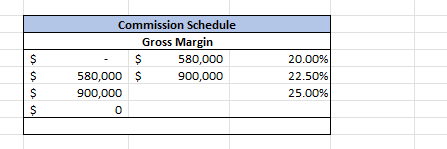 Commission Schedule
Gross Margin
$ - $ 580,000 20.00%
$ 580,000 $ 900,000 22.50%
$ 900,000 25.00%
$ 0